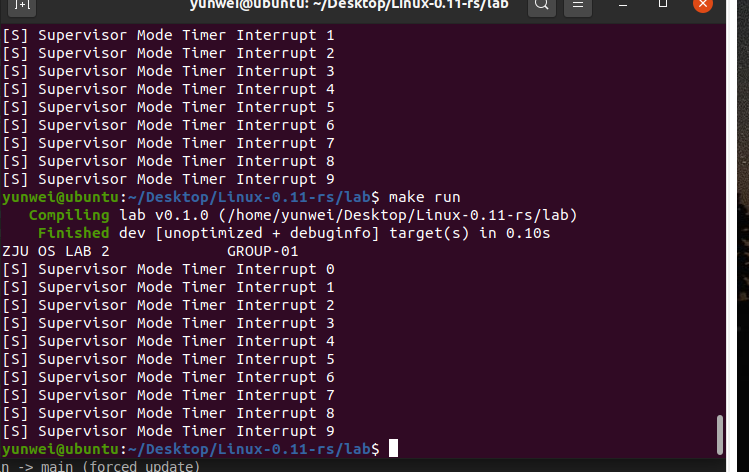 yunwei@ubuntu: ~/Desktop/Linux-0.11-rs/lab
[S] Supervisor Mode Timer Interrupt 1
[S] Supervisor Mode Timer Interrupt 2
[S] Supervisor Mode Timer Interrupt 3
[S] Supervisor Mode Timer Interrupt 4
[S] Supervisor Mode Timer Interrupt 5
[S] Supervisor Mode Timer Interrupt 6
[S] Supervisor Mode Timer Interrupt 7
[S] Supervisor Mode Timer Interrupt 8
[S] Supervisor Mode Timer Interrupt 9
yunwei@ubuntu:~/Desktop/Linux-0.11-rs/lab$ make run
   Compiling lab v0.1.0 (/home/yunwei/Desktop/Linux-0.11-rs/lab)
    Finished dev [unoptimized + debuginfo] target(s) in 0.10s
ZJU OS LAB 2             GROUP-01
[S] Supervisor Mode Timer Interrupt 0
[S] Supervisor Mode Timer Interrupt 1
[S] Supervisor Mode Timer Interrupt 2
[S] Supervisor Mode Timer Interrupt 3
[S] Supervisor Mode Timer Interrupt 4
[S] Supervisor Mode Timer Interrupt 5
[S] Supervisor Mode Timer Interrupt 6
[S] Supervisor Mode Timer Interrupt 7
[S] Supervisor Mode Timer Interrupt 8
[S] Supervisor Mode Timer Interrupt 9
yunwei@ubuntu:~/Desktop/Linux-0.11-rs/lab$
n -> main (forced update)